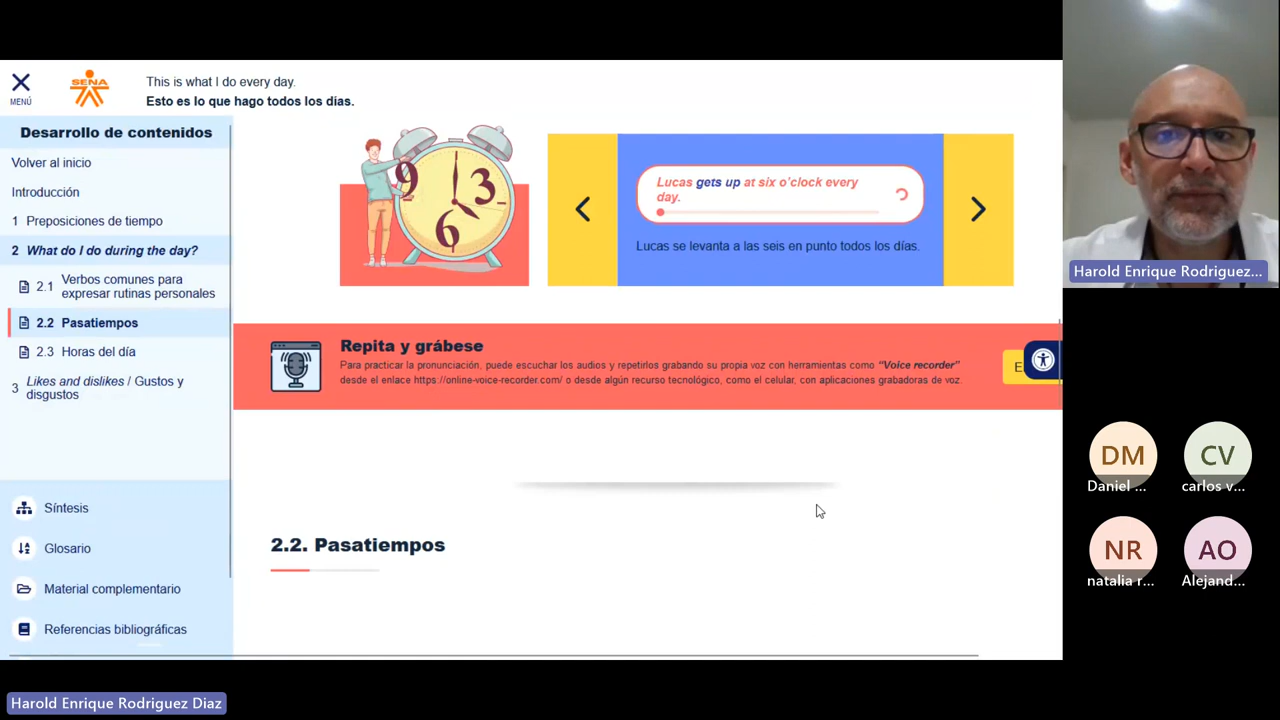 MENÚ
SENA
This is what I do every day.
Esto es lo que hago todos los días.
Desarrollo de contenidos
Volver al inicio
Introducción
1 Preposiciones de tiempo
2 What do I do during the day?
2.1 Verbos comunes para
expresar rutinas personales
2.2 Pasatiempos
2.3 Horas del día
3 Likes and dislikes / Gustos y
disgustos
Síntesis
Glosario
Material complementario
Referencias bibliográficas
9
3
6
Lucas gets up at six o'clock every
day.
Lucas se levanta a las seis en punto todos los días.
Repita y grábese
Para practicar la pronunciación, puede escuchar los audios y repetirlos grabando su propia voz con herramientas como “Voice recorder”
desde el enlace https://online-voice-recorder.com/ o desde algún recurso tecnológico, como el celular, con aplicaciones grabadoras de voz.
E
2.2. Pasatiempos
Harold Enrique Rodriguez...
DM
Daniel ...
CV
carlos v...
NR
natalia r...
AO
Alejand...
Harold Enrique Rodriguez Diaz